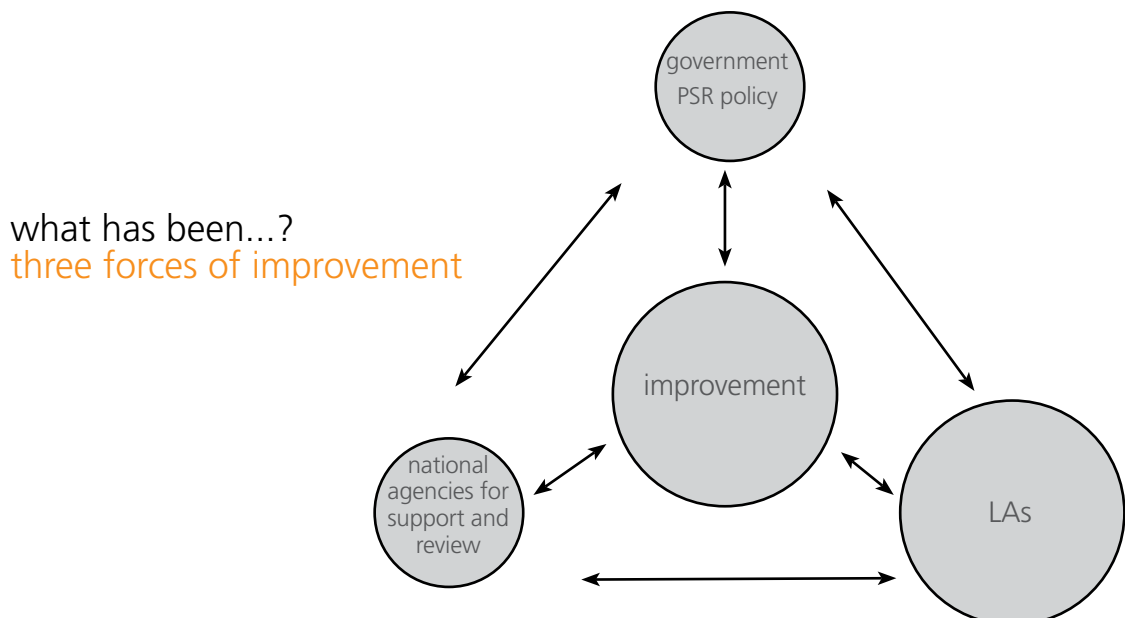 government
PSR policy
what has been...?
three forces of improvement
improvement
national
agencies for
support and
review
LAs